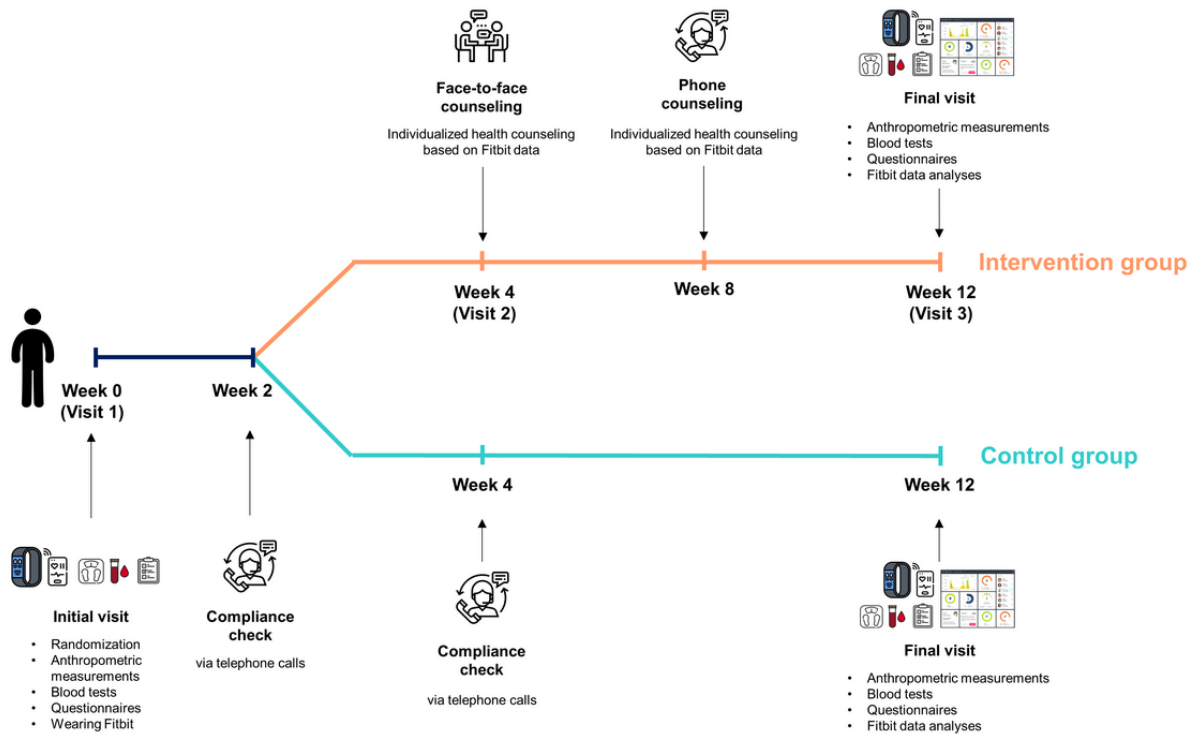 Face-to-face
counseling
Individualized health counseling
based on Fitbit data
Phone
counseling
Individualized health counseling
based on Fitbit data
Final visit
• Anthropometric measurements
• Blood tests
• Questionnaires
• Fitbit data analyses
Intervention group
Week 4
(Visit 2)
Week 8
Week 12
(Visit 3)
Week 0
(Visit 1)
Week 2
Control group
Week 4
Week 12
Initial visit
• Randomization
• Anthropometric
measurements
• Blood tests
• Questionnaires
• Wearing Fitbit
Compliance
check
via telephone calls
Compliance
check
via telephone calls
Final visit
• Anthropometric measurements
• Blood tests
• Questionnaires
• Fitbit data analyses